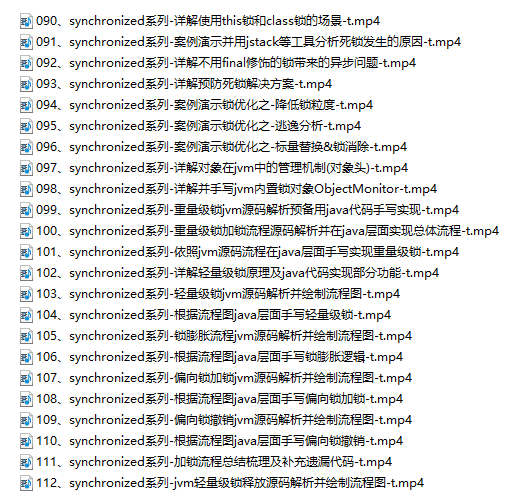 090、synchronized系列-详解使用this锁和class锁的场景-t.mp4
091、synchronized系列-案例演示并用jstack等工具分析死锁发生的原因-t.mp4
092、synchronized系列-详解不用final修饰的锁带来的异步问题-t.mp4
093、synchronized系列-详解预防死锁解决方案-t.mp4
094、synchronized系列-案例演示锁优化之-降低锁粒度-t.mp4
095、synchronized系列-案例演示锁优化之-逃逸分析-t.mp4
096、synchronized系列-案例演示锁优化之-标量替换&锁消除-t.mp4
097、synchronized系列-详解对象在jvm中的管理机制(对象头)-t.mp4
098、synchronized系列-详解并手写jvm内置锁对象ObjectMonitor-t.mp4
099、synchronized系列-重量级锁jvm源码解析预备用java代码手写实现-t.mp4
100、synchronized系列-重量级锁加锁流程源码解析并在java层面实现总体流程-t.mp4
101、synchronized系列-依照jvm源码流程在java层面手写实现重量级锁-t.mp4
102、synchronized系列-详解轻量级锁原理及java代码实现部分功能-t.mp4
103、synchronized系列-轻量级锁jvm源码解析并绘制流程图-t.mp4
104、synchronized系列-根据流程图java层面手写轻量级锁-t.mp4
105、synchronized系列-锁膨胀流程jvm源码解析并绘制流程图-t.mp4
106、synchronized系列-根据流程图java层面手写锁膨胀逻辑-t.mp4
107、synchronized系列-偏向锁加锁jvm源码解析并绘制流程图-t.mp4
108、synchronized系列-根据流程图java层面手写偏向锁加锁-t.mp4
109、synchronized系列-偏向锁撤销jvm源码解析并绘制流程图-t.mp4
110、synchronized系列-根据流程图java层面手写偏向锁撤销-t.mp4
111、synchronized系列-加锁流程总结梳理及补充遗漏代码-t.mp4
112、synchronized系列-jvm轻量级锁释放源码解析并绘制流程图-t.mp4